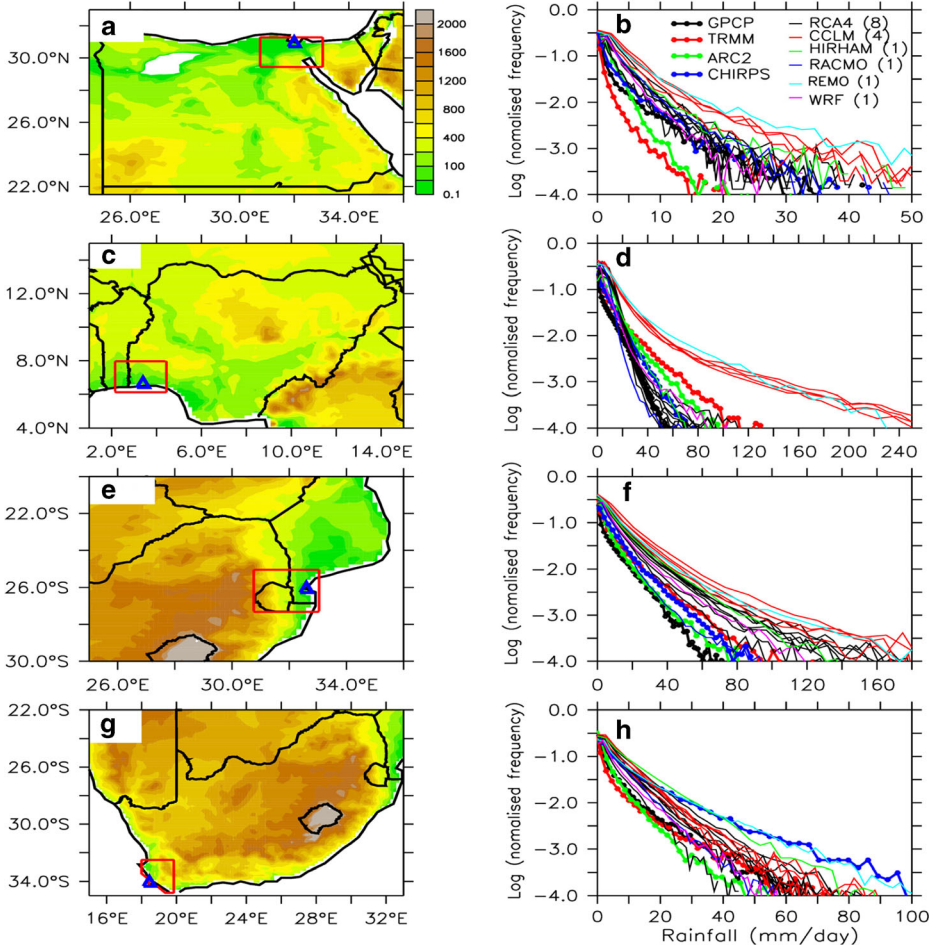 a
30.0°N
26.0°N
22.0°N
26.0°E
30.0°E
34.0°E
2000
1600
1200
800
400
100
0.1
b
GPCP
TRMM
ARC2
CHIRPS
RCA4 (8)
CCLM (4)
HIRHAM (1)
RACMO (1)
REMO (1)
WRF (1)
Log (nomalised frequency)
0.0
−1.0
−2.0
−3.0
−4.0
0
10
20
30
40
50
c
12.0°N
8.0°N
4.0°N
2.0°E
6.0°E
10.0°E
14.0°E
d
Log (nomalised frequency)
0.0
−1.0
−2.0
−3.0
−4.0
0
40
80
120
160
200
240
e
22.0°S
26.0°S
30.0°S
26.0°E
30.0°E
34.0°E
f
Log (nomalised frequency)
0.0
−1.0
−2.0
−3.0
−4.0
0
40
80
120
160
g
22.0°S
26.0°S
30.0°S
34.0°S
16°E
20°E
24°E
28°E
32°E
h
Log (nomalised frequency)
0.0
−1.0
−2.0
−3.0
−4.0
0
20
40
60
80
100
Rainfall (mm/day)